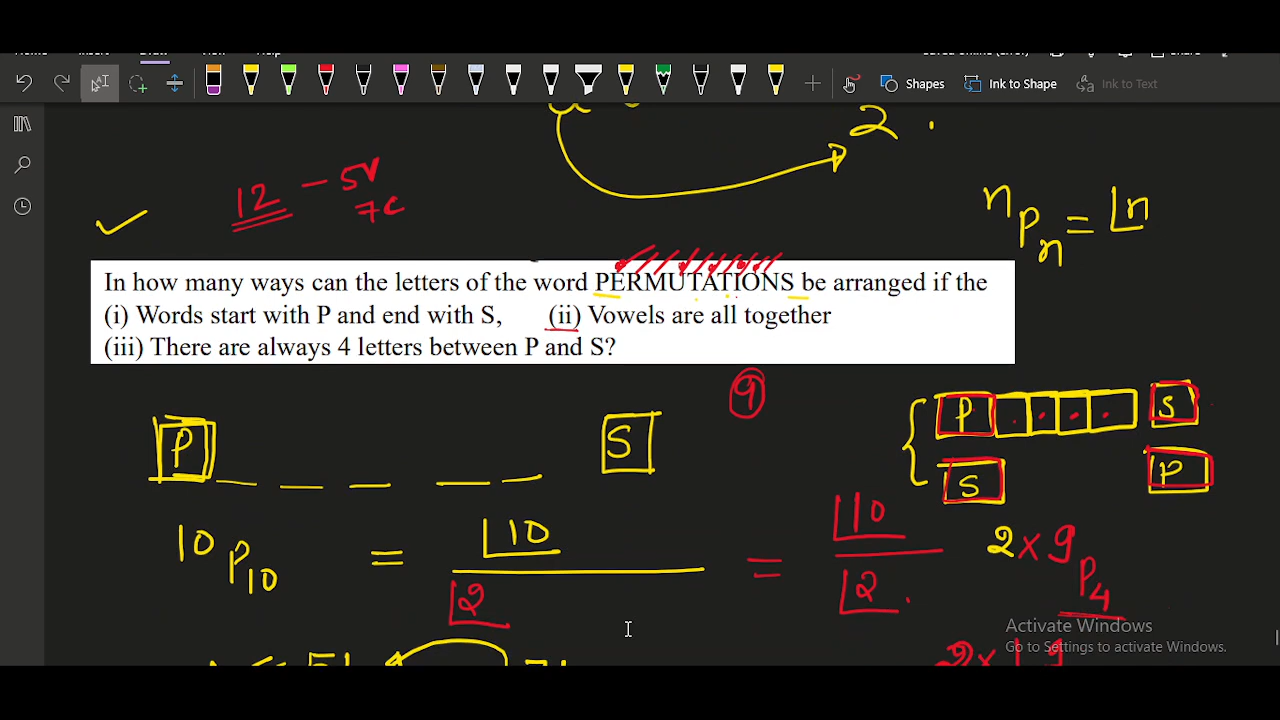 Shapes
Ink to Shape
Ink to Text
2 .
12 – 5V
7C
nPn = |n
In how many ways can the letters of the word PERMUTATIONS be arranged if the
(i) Words start with P and end with S, (ii) Vowels are all together
(iii) There are always 4 letters between P and S?
9
P S
P S
S P
10P10 = |10 / |2 = |10 / |2 .
2 × 9P4
Activate Windows
Go to Settings to activate Windows.